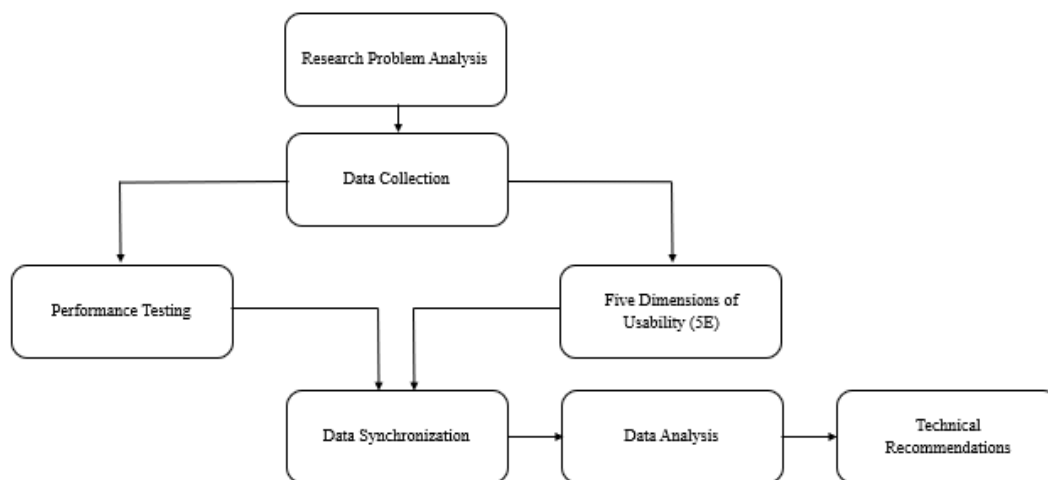 Research Problem Analysis
Data Collection
Performance Testing
Five Dimensions of
Usability (5E)
Data Synchronization
Data Analysis
Technical
Recommendations